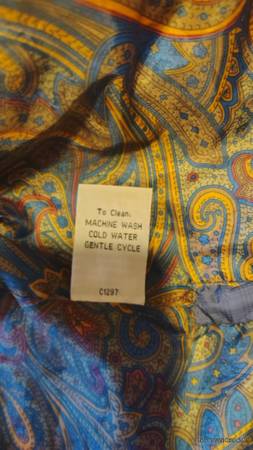 To Clean:
MACHINE WASH
COLD WATER
GENTLE CYCLE
C1297